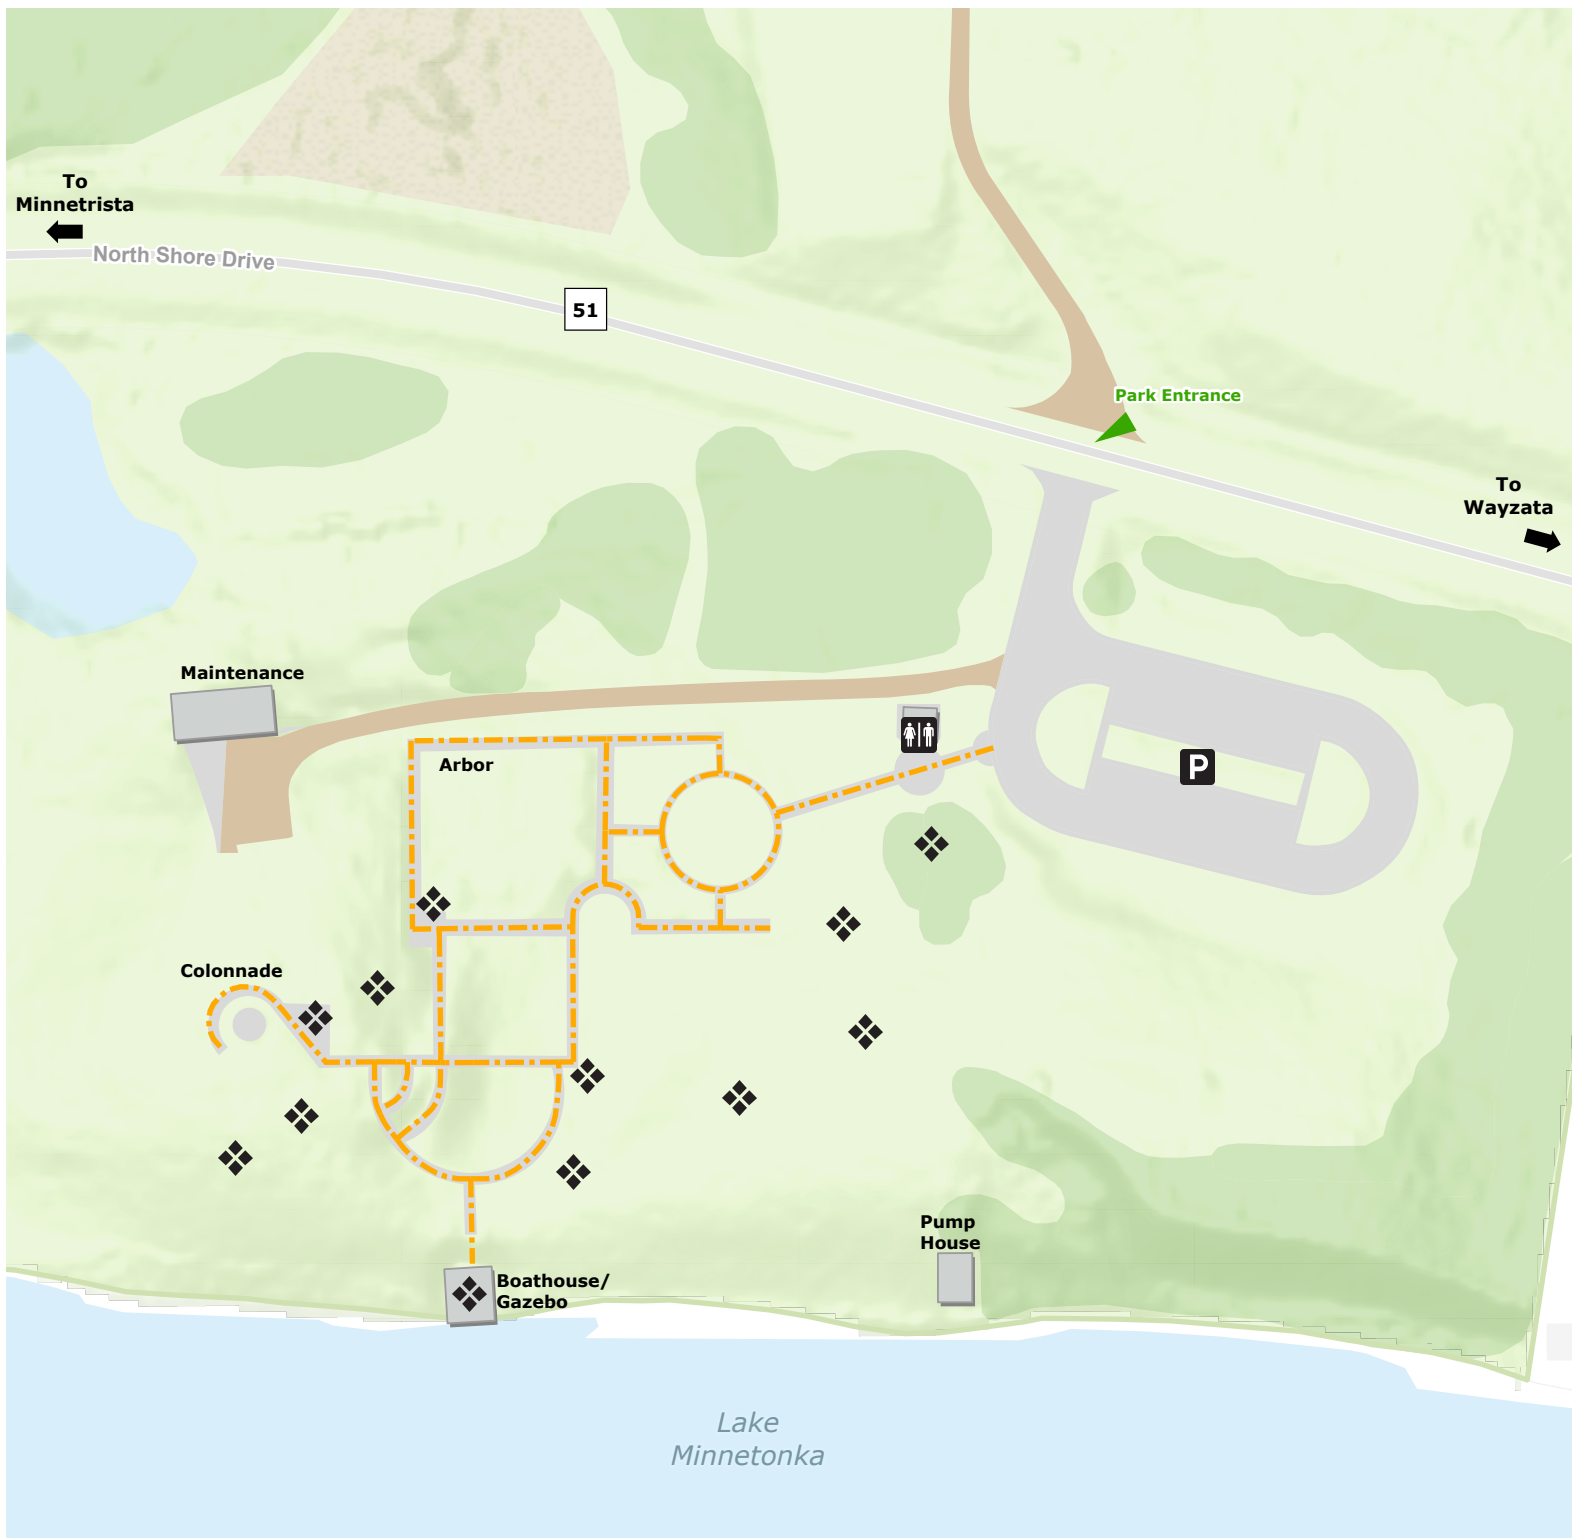 To
Minnetrista
North Shore Drive
51
Park Entrance
To
Wayzata
Maintenance
Arbor
P
Colonnade
Pump
House
Boathouse/
Gazebo
Lake
Minnetonka